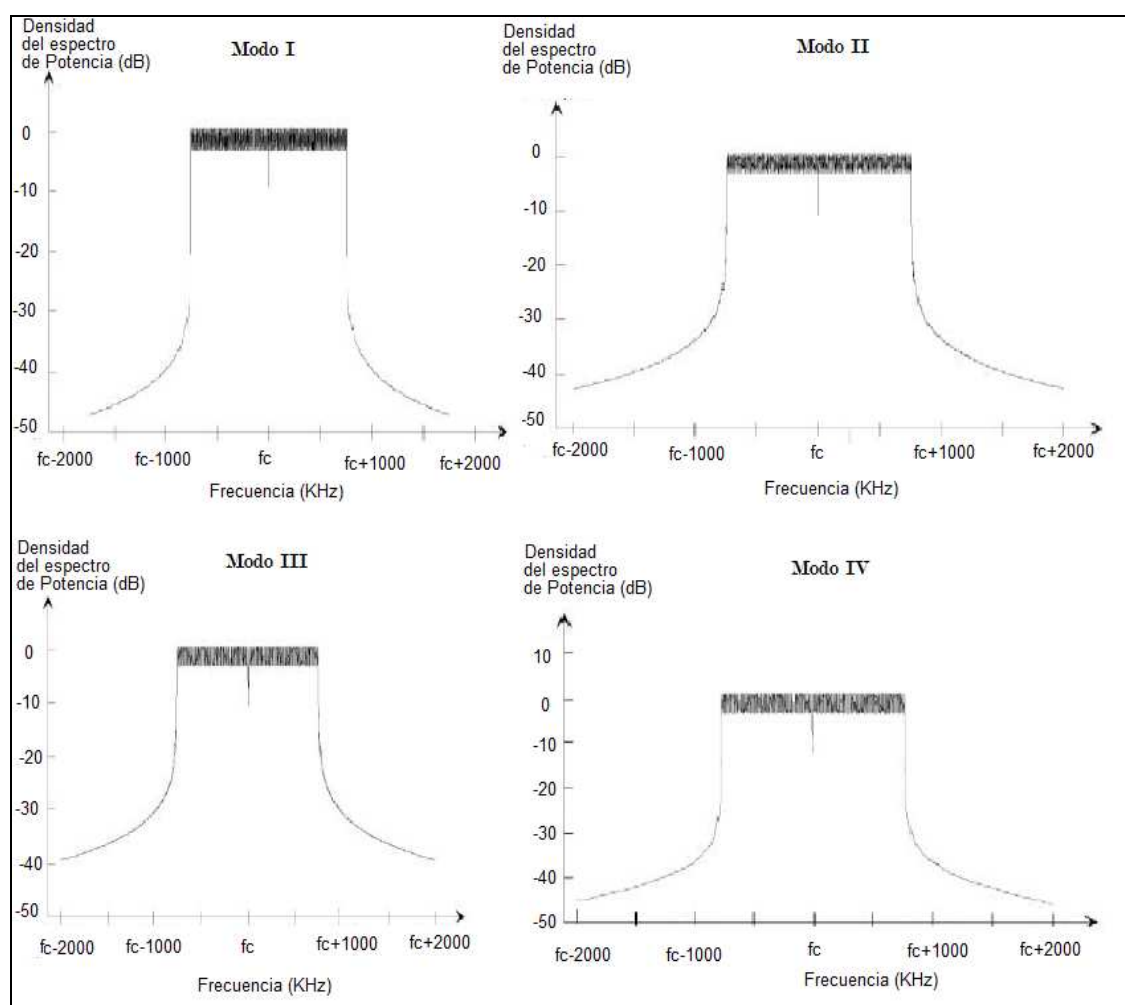 Densidad
del espectro
de Potencia (dB)
Modo I
0
-10
-20
-30
-40
-50
fc-2000 fc-1000 fc fc+1000 fc+2000
Frecuencia (KHz)
Densidad
del espectro
de Potencia (dB)
Modo II
0
-10
-20
-30
-40
-50
fc-2000 fc-1000 fc fc+1000 fc+2000
Frecuencia (KHz)
Densidad
del espectro
de Potencia (dB)
Modo III
0
-10
-20
-30
-40
-50
fc-2000 fc-1000 fc fc+1000 fc+2000
Frecuencia (KHz)
Densidad
del espectro
de Potencia (dB)
Modo IV
10
0
-10
-20
-30
-40
-50
fc-2000 fc-1000 fc fc+1000 fc+2000
Frecuencia (KHz)